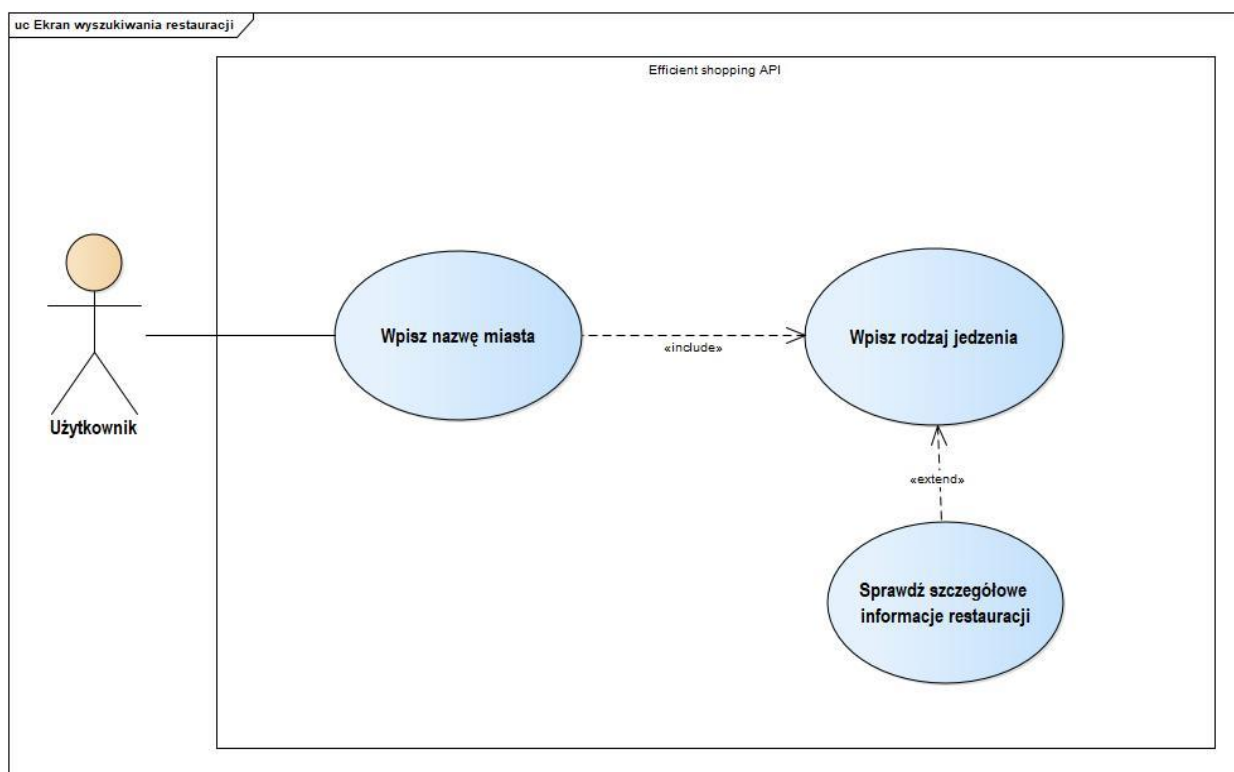 uc Ekran wyszukiwania restauracji
Efficient shopping API
Wpisz nazwę miasta
«include»
Wpisz rodzaj jedzenia
Użytkownik
«extend»
Sprawdź szczegółowe
informacje restauracji